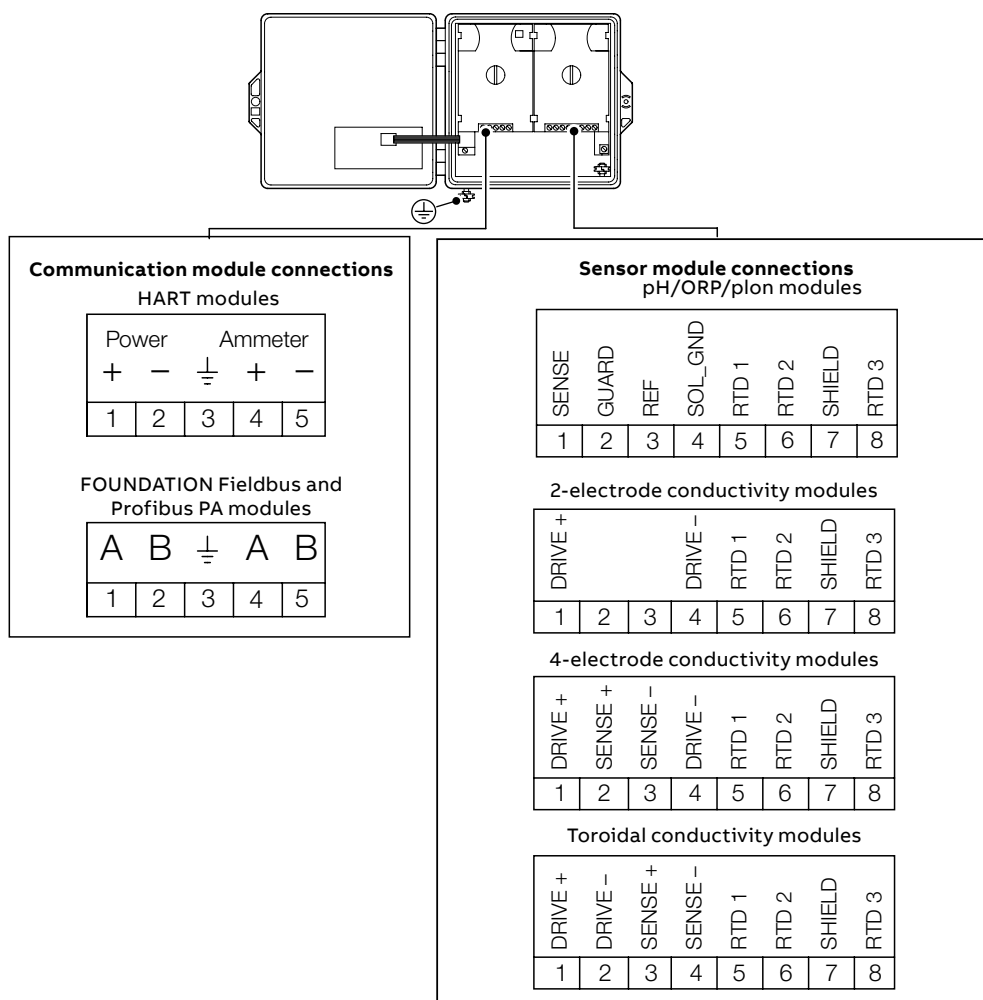 Communication module connections
HART modules
Power Ammeter
+ − ⏚ + −
1 2 3 4 5
FOUNDATION Fieldbus and
Profibus PA modules
A B ⏚ A B
1 2 3 4 5
Sensor module connections
pH/ORP/pIon modules
SENSE GUARD REF SOL_GND RTD 1 RTD 2 SHIELD RTD 3
1 2 3 4 5 6 7 8
2-electrode conductivity modules
DRIVE + DRIVE − RTD 1 RTD 2 SHIELD RTD 3
1 2 3 4 5 6 7 8
4-electrode conductivity modules
DRIVE + SENSE + SENSE − DRIVE − RTD 1 RTD 2 SHIELD RTD 3
1 2 3 4 5 6 7 8
Toroidal conductivity modules
DRIVE + DRIVE − SENSE + SENSE − RTD 1 RTD 2 SHIELD RTD 3
1 2 3 4 5 6 7 8